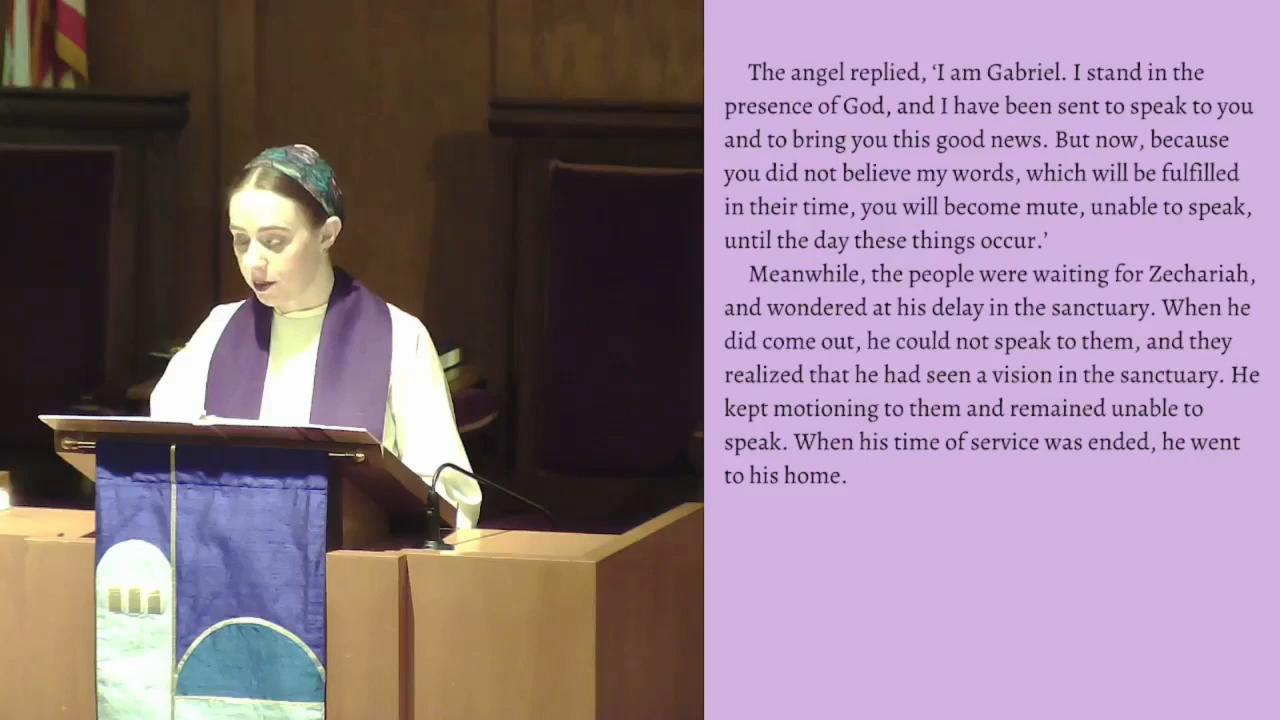 The angel replied, ‘I am Gabriel. I stand in the
presence of God, and I have been sent to speak to you
and to bring you this good news. But now, because
you did not believe my words, which will be fulfilled
in their time, you will become mute, unable to speak,
until the day these things occur.’
Meanwhile, the people were waiting for Zechariah,
and wondered at his delay in the sanctuary. When he
did come out, he could not speak to them, and they
realized that he had seen a vision in the sanctuary. He
kept motioning to them and remained unable to
speak. When his time of service was ended, he went
to his home.